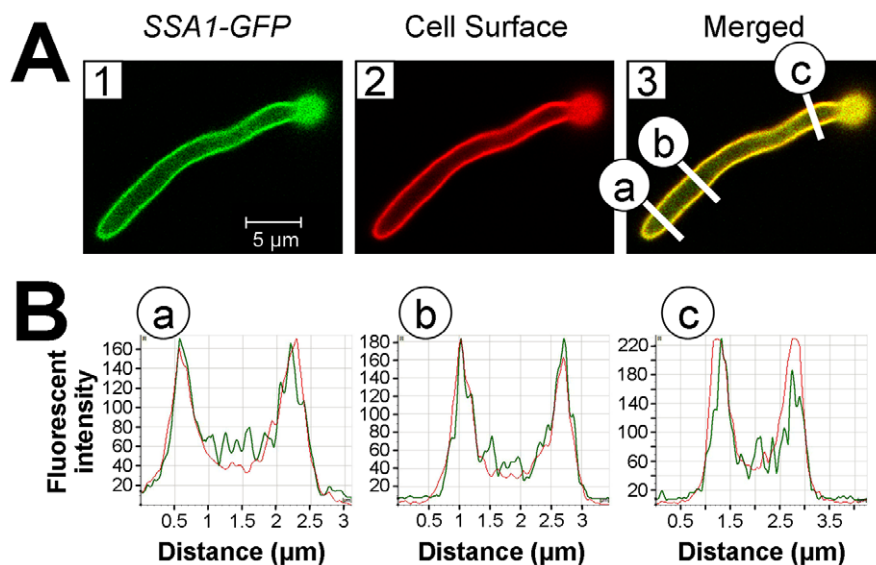 A
SSA1-GFP Cell Surface Merged
1 2 3
a b c
5 µm
B
a b c
Fluorescent intensity
160 140 120 100 80 60 40 20
0.5 1 1.5 2 2.5 3
180 160 140 120 100 80 60 40 20
0.5 1 1.5 2 2.5 3
220 180 140 100 60 20
0.5 1.5 2.5 3.5
Distance (µm) Distance (µm) Distance (µm)